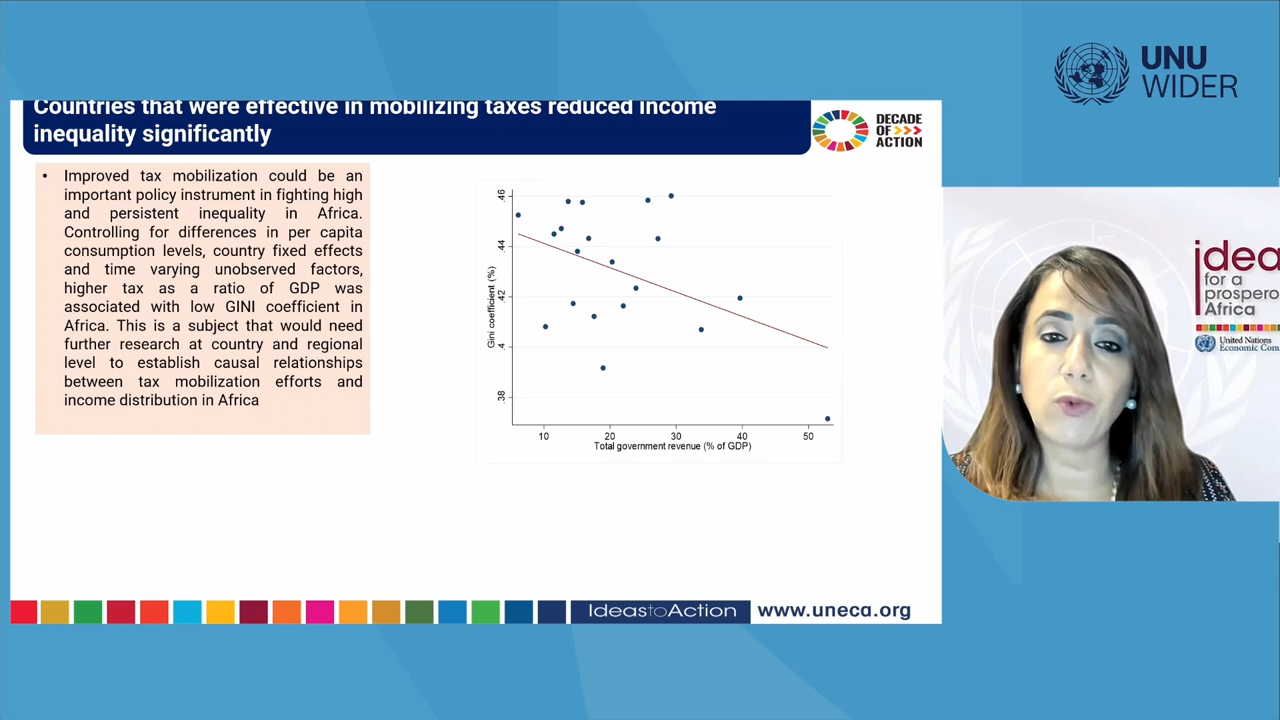 UNU
WIDER
Countries that were effective in mobilizing taxes reduced income
inequality significantly
DECADE
OF >>>
ACTION
• Improved tax mobilization could be an
important policy instrument in fighting high
and persistent inequality in Africa.
Controlling for differences in per capita
consumption levels, country fixed effects
and time varying unobserved factors,
higher tax as a ratio of GDP was
associated with low GINI coefficient in
Africa. This is a subject that would need
further research at country and regional
level to establish causal relationships
between tax mobilization efforts and
income distribution in Africa
Gini coefficient (%)
.46
.44
.42
.4
.38
10 20 30 40 50
Total government revenue (% of GDP)
idea
for a
prospero
Africa
United Nations
Economic Com
IdeastoAction
www.uneca.org